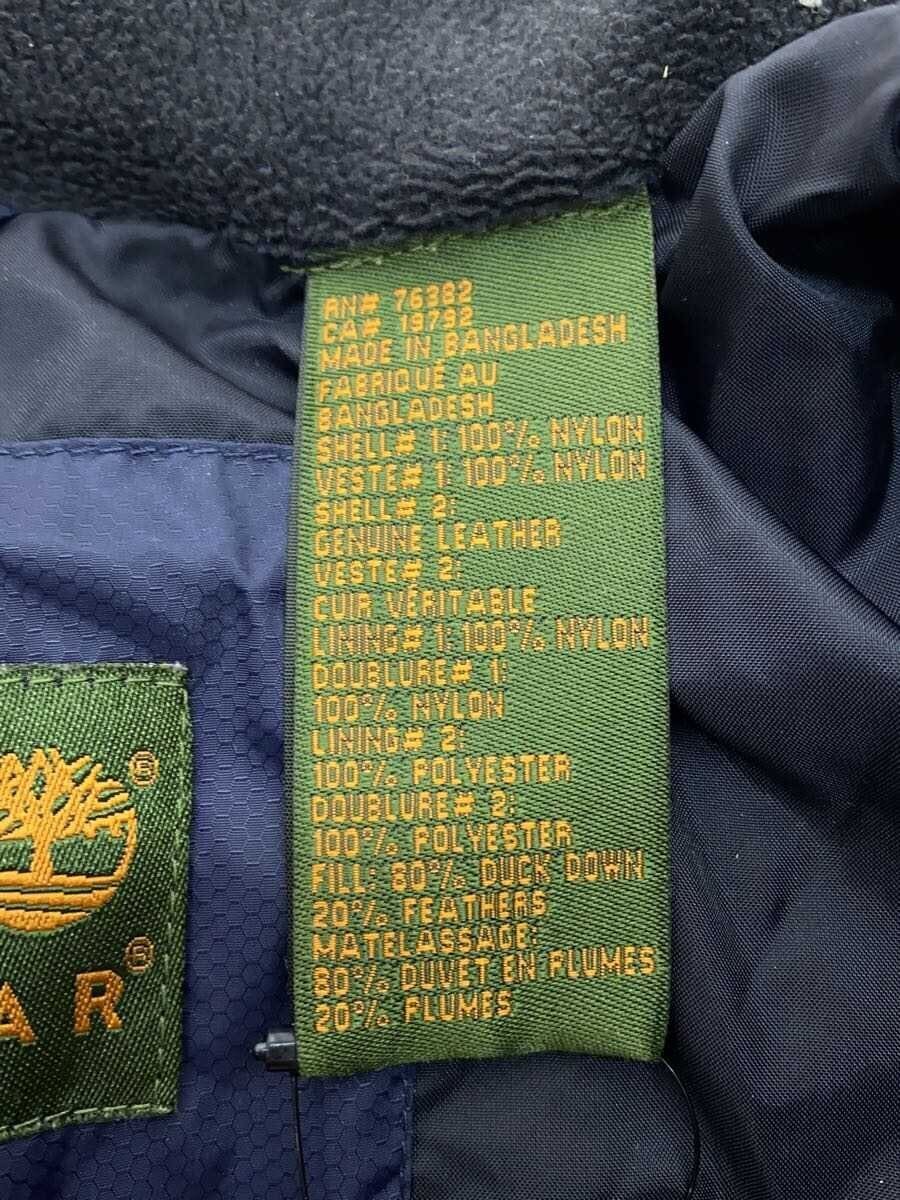 RN# 76382
CA# 19792
MADE IN BANGLADESH
FABRIQUÉ AU
BANGLADESH
SHELL# 1: 100% NYLON
VESTE# 1: 100% NYLON
SHELL# 2:
GENUINE LEATHER
VESTE# 2:
CUIR VÉRITABLE
LINING# 1: 100% NYLON
DOUBLURE# 1:
100% NYLON
LINING# 2:
100% POLYESTER
DOUBLURE# 2:
100% POLYESTER
FILL: 80% DUCK DOWN
20% FEATHERS
MATELASSAGE:
80% DUVET EN PLUMES
20% PLUMES
®
AR®